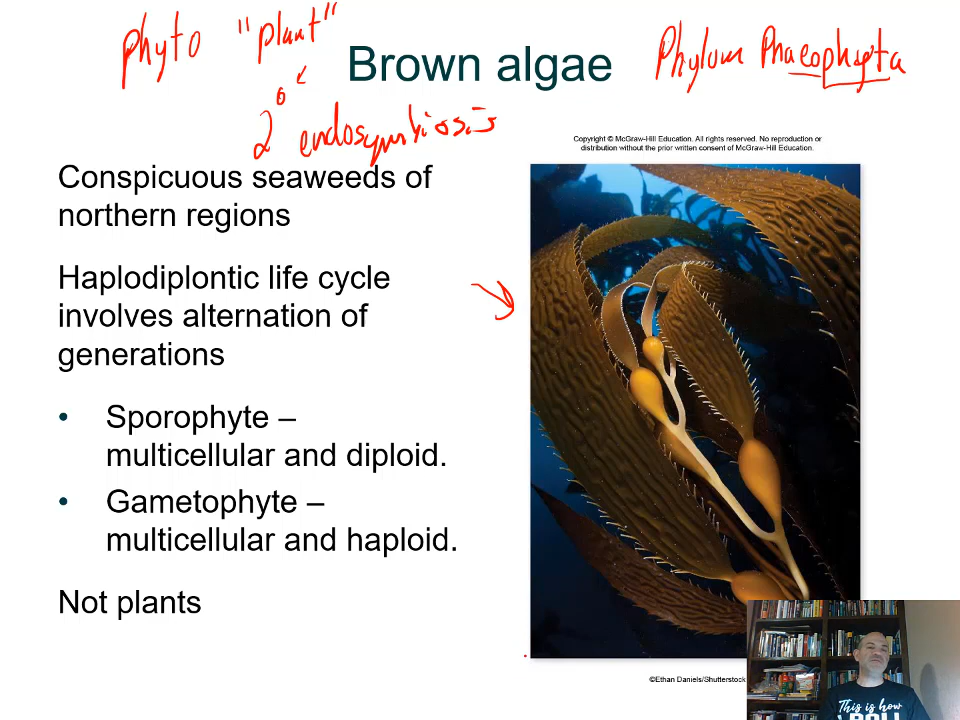 phyto "plant"
Brown algae
Phylum Phaeophyta
2° endosymbiosis
Copyright © McGraw-Hill Education. All rights reserved. No reproduction or
distribution without the prior written consent of McGraw-Hill Education.
Conspicuous seaweeds of
northern regions
Haplodiplontic life cycle
involves alternation of
generations
• Sporophyte –
multicellular and diploid.
• Gametophyte –
multicellular and haploid.
Not plants
©Ethan Daniels/Shutterstock
This is how